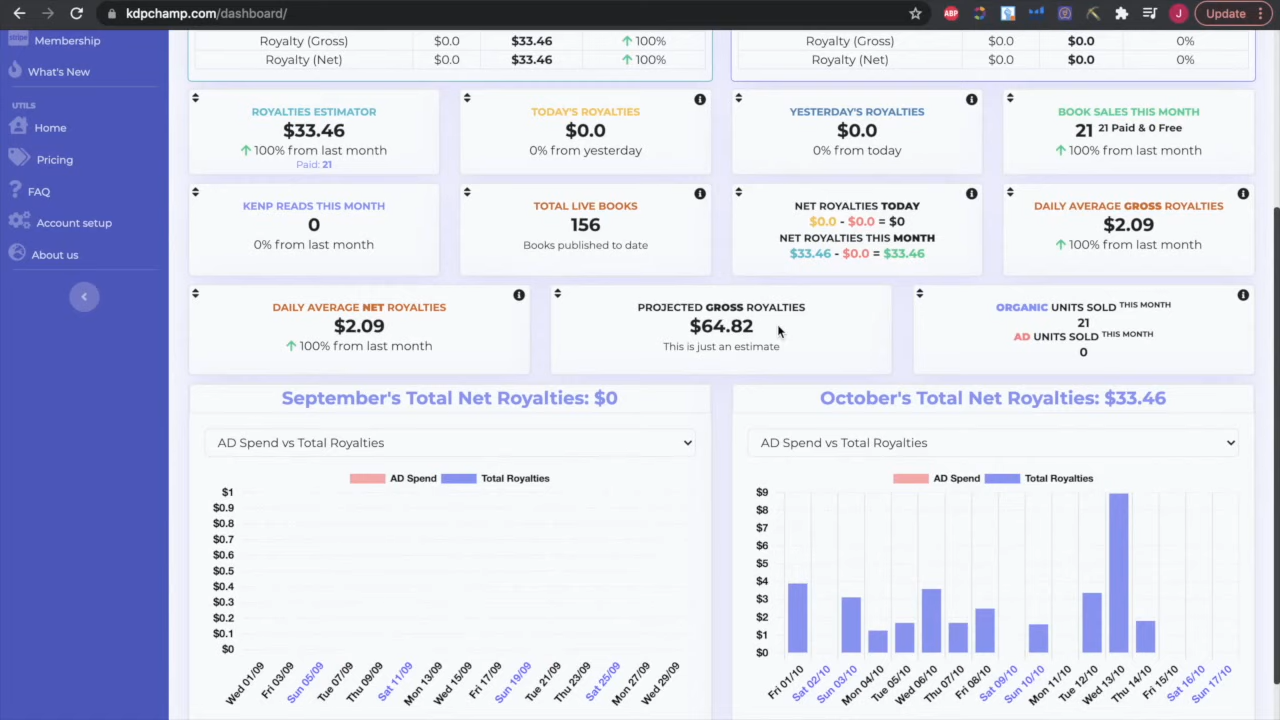 kdpchamp.com/dashboard/
ABP
J
Update
stripe
Membership
What's New
UTILS
Home
Pricing
FAQ
Account setup
About us
Royalty (Gross) $0.0 $33.46 100%
Royalty (Net) $0.0 $33.46 100%
Royalty (Gross) $0.0 $0.0 0%
Royalty (Net) $0.0 $0.0 0%
ROYALTIES ESTIMATOR
$33.46
100% from last month
Paid: 21
TODAY'S ROYALTIES
$0.0
0% from yesterday
YESTERDAY'S ROYALTIES
$0.0
0% from today
BOOK SALES THIS MONTH
21 21 Paid & 0 Free
100% from last month
KENP READS THIS MONTH
0
0% from last month
TOTAL LIVE BOOKS
156
Books published to date
NET ROYALTIES TODAY
$0.0 - $0.0 = $0
NET ROYALTIES THIS MONTH
$33.46 - $0.0 = $33.46
DAILY AVERAGE GROSS ROYALTIES
$2.09
100% from last month
DAILY AVERAGE NET ROYALTIES
$2.09
100% from last month
PROJECTED GROSS ROYALTIES
$64.82
This is just an estimate
ORGANIC UNITS SOLD THIS MONTH
21
AD UNITS SOLD THIS MONTH
0
September's Total Net Royalties: $0
AD Spend vs Total Royalties
AD Spend Total Royalties
$1
$0.9
$0.8
$0.7
$0.6
$0.5
$0.4
$0.3
$0.2
$0.1
$0
Wed 01/09
Fri 03/09
Sun 05/09
Tue 07/09
Thu 09/09
Sat 11/09
Mon 13/09
Wed 15/09
Fri 17/09
Sun 19/09
Tue 21/09
Thu 23/09
Sat 25/09
Mon 27/09
Wed 29/09
October's Total Net Royalties: $33.46
AD Spend vs Total Royalties
AD Spend Total Royalties
$9
$8
$7
$6
$5
$4
$3
$2
$1
$0
Fri 01/10
Sat 02/10
Sun 03/10
Mon 04/10
Tue 05/10
Wed 06/10
Thu 07/10
Fri 08/10
Sat 09/10
Sun 10/10
Mon 11/10
Tue 12/10
Wed 13/10
Thu 14/10
Fri 15/10
Sat 16/10
Sun 17/10